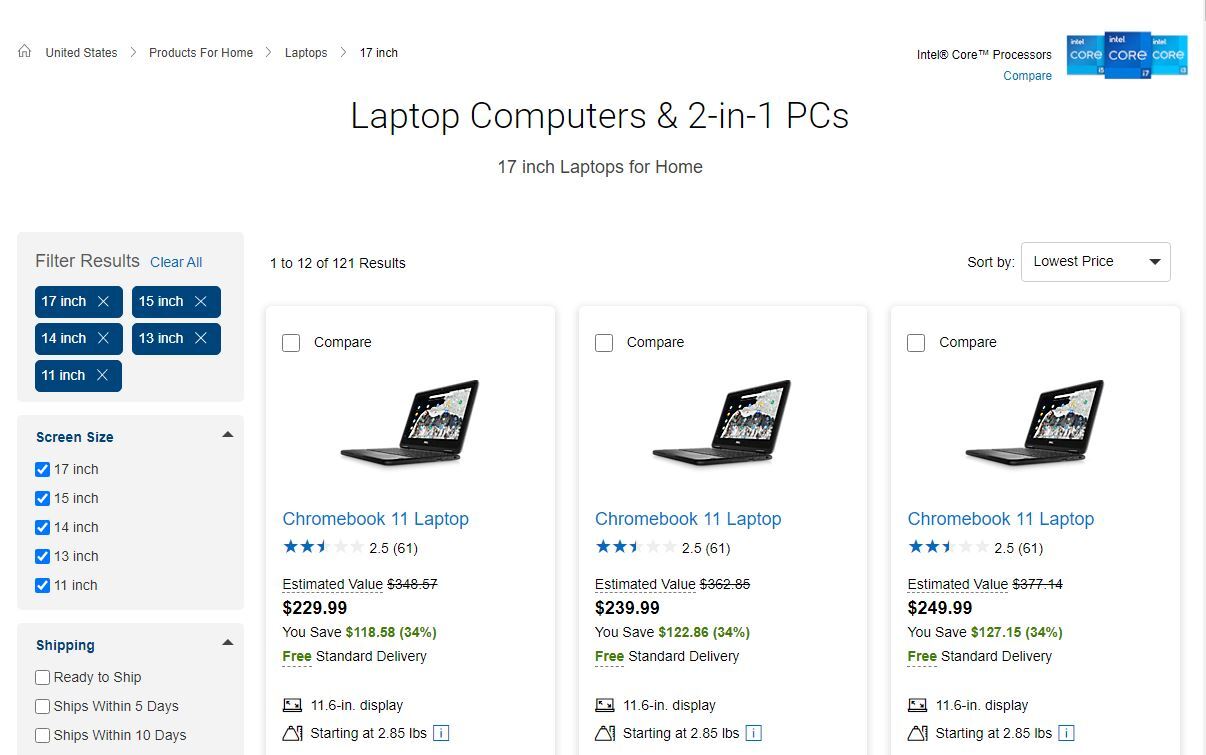 United States > Products For Home > Laptops > 17 inch
Intel® Core™ Processors
Compare
intel CORE i5
intel CORE i7
intel CORE i3
Laptop Computers & 2-in-1 PCs
17 inch Laptops for Home
Filter Results Clear All
17 inch 15 inch
14 inch 13 inch
11 inch
Screen Size
17 inch
15 inch
14 inch
13 inch
11 inch
Shipping
Ready to Ship
Ships Within 5 Days
Ships Within 10 Days
1 to 12 of 121 Results
Sort by: Lowest Price
Compare
Chromebook 11 Laptop
2.5 (61)
Estimated Value $348.57
$229.99
You Save $118.58 (34%)
Free Standard Delivery
11.6-in. display
Starting at 2.85 lbs i
Compare
Chromebook 11 Laptop
2.5 (61)
Estimated Value $362.85
$239.99
You Save $122.86 (34%)
Free Standard Delivery
11.6-in. display
Starting at 2.85 lbs i
Compare
Chromebook 11 Laptop
2.5 (61)
Estimated Value $377.14
$249.99
You Save $127.15 (34%)
Free Standard Delivery
11.6-in. display
Starting at 2.85 lbs i